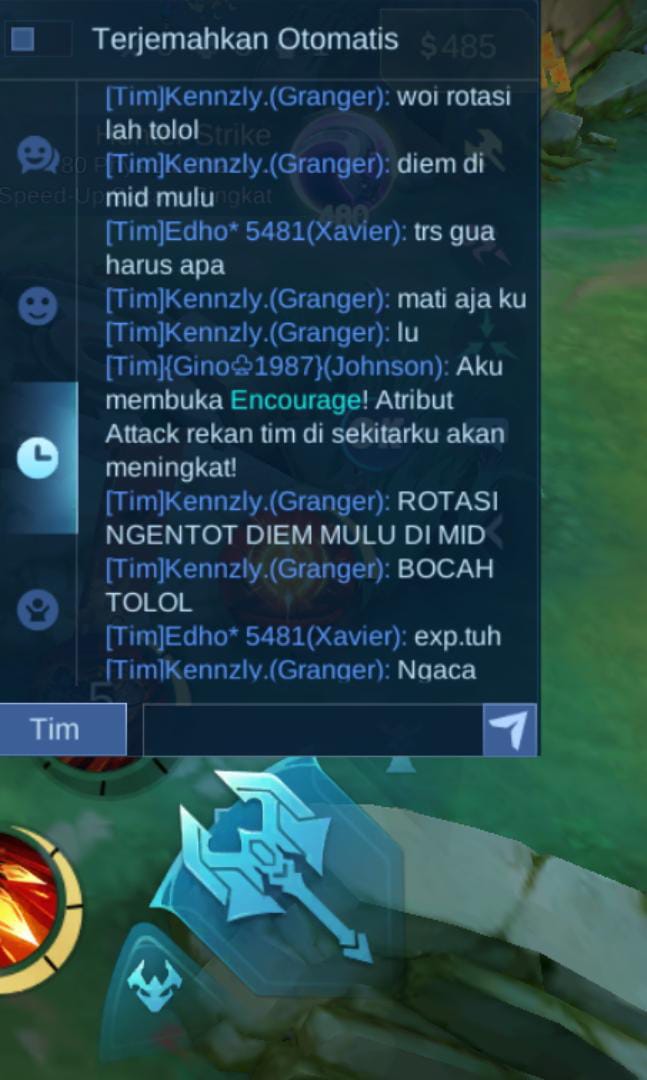 Terjemahkan Otomatis
$485
[Tim]Kennzly.(Granger): woi rotasi
lah tolol
[Tim]Kennzly.(Granger): diem di
mid mulu
[Tim]Edho* 5481(Xavier): trs gua
harus apa
[Tim]Kennzly.(Granger): mati aja ku
[Tim]Kennzly.(Granger): lu
[Tim]{Gino♧1987}(Johnson): Aku
membuka Encourage! Atribut
Attack rekan tim di sekitarku akan
meningkat!
[Tim]Kennzly.(Granger): ROTASI
NGENTOT DIEM MULU DI MID
[Tim]Kennzly.(Granger): BOCAH
TOLOL
[Tim]Edho* 5481(Xavier): exp.tuh
[Tim]Kennzly.(Granger): Ngaca
Tim